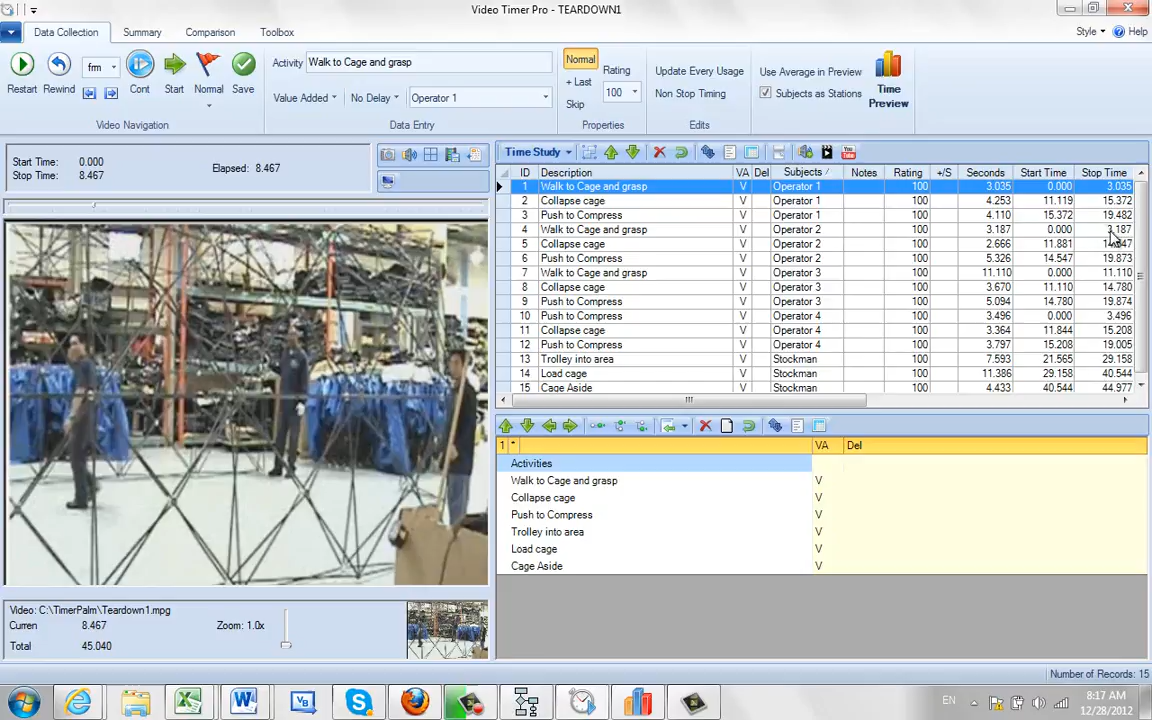 Video Timer Pro - TEARDOWN1
Data Collection Summary Comparison Toolbox Style Help
Restart Rewind fm Cont Start Normal Save
Video Navigation
Activity Walk to Cage and grasp
Value Added No Delay Operator 1
Data Entry
Normal Rating
+ Last 100
Skip
Properties
Update Every Usage
Non Stop Timing
Edits
Use Average in Preview
Subjects as Stations
Time Preview
View
Start Time: 0.000
Stop Time: 8.467
Elapsed: 8.467
Time Study
ID Description VA Del Subjects Notes Rating +/S Seconds Start Time Stop Time
1 Walk to Cage and grasp V Operator 1 100 3.035 0.000 3.035
2 Collapse cage V Operator 1 100 4.253 11.119 15.372
3 Push to Compress V Operator 1 100 4.110 15.372 19.482
4 Walk to Cage and grasp V Operator 2 100 3.187 0.000 3.187
5 Collapse cage V Operator 2 100 2.666 11.881 14.547
6 Push to Compress V Operator 2 100 5.326 14.547 19.873
7 Walk to Cage and grasp V Operator 3 100 11.110 0.000 11.110
8 Collapse cage V Operator 3 100 3.670 11.110 14.780
9 Push to Compress V Operator 3 100 5.094 14.780 19.874
10 Push to Compress V Operator 4 100 3.496 0.000 3.496
11 Collapse cage V Operator 4 100 3.364 11.844 15.208
12 Push to Compress V Operator 4 100 3.797 15.208 19.005
13 Trolley into area V Stockman 100 7.593 21.565 29.158
14 Load cage V Stockman 100 11.386 29.158 40.544
15 Cage Aside V Stockman 100 4.433 40.544 44.977
1 * VA Del
Activities
Walk to Cage and grasp V
Collapse cage V
Push to Compress V
Trolley into area V
Load cage V
Cage Aside V
Video: C:\TimerPalm\Teardown1.mpg
Curren 8.467 Zoom: 1.0x
Total 45.040
Number of Records: 15
EN
8:17 AM
12/28/2012